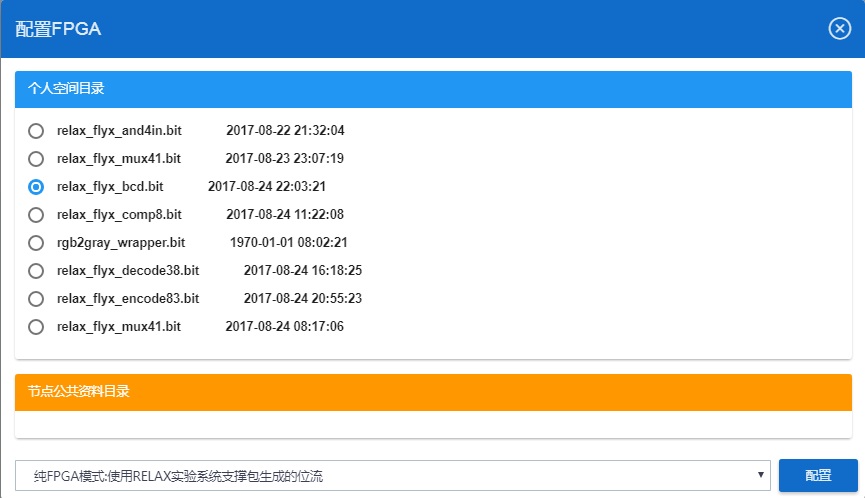 配置FPGA
个人空间目录
relax_flyx_and4in.bit 2017-08-22 21:32:04
relax_flyx_mux41.bit 2017-08-23 23:07:19
relax_flyx_bcd.bit 2017-08-24 22:03:21
relax_flyx_comp8.bit 2017-08-24 11:22:08
rgb2gray_wrapper.bit 1970-01-01 08:02:21
relax_flyx_decode38.bit 2017-08-24 16:18:25
relax_flyx_encode83.bit 2017-08-24 20:55:23
relax_flyx_mux41.bit 2017-08-24 08:17:06
节点公共资料目录
纯FPGA模式:使用RELAX实验系统支撑包生成的位流 配置